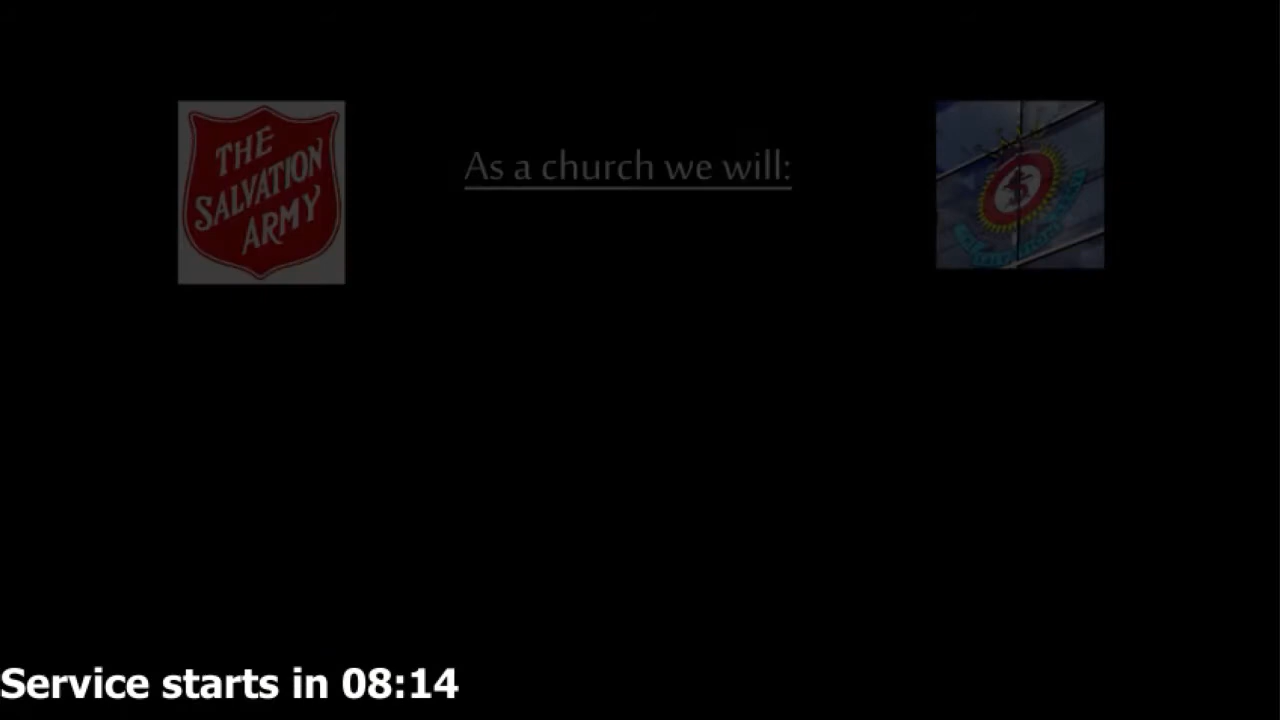 THE
SALVATION
ARMY
As a church we will:
Service starts in 08:14